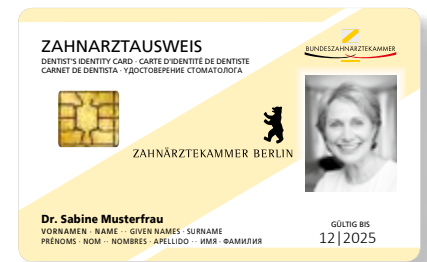 ZAHNARZTAUSWEIS
DENTIST'S IDENTITY CARD · CARTE D'IDENTITÉ DE DENTISTE
CARNET DE DENTISTA · УДОСТОВЕРЕНИЕ СТОМАТОЛОГА
BUNDESZAHNÄRZTEKAMMER
ZAHNÄRZTEKAMMER BERLIN
Dr. Sabine Musterfrau
VORNAMEN · NAME ·· GIVEN NAMES · SURNAME
PRÉNOMS · NOM ·· NOMBRES · APELLIDO ·· ИМЯ · ФАМИЛИЯ
GÜLTIG BIS
12|2025